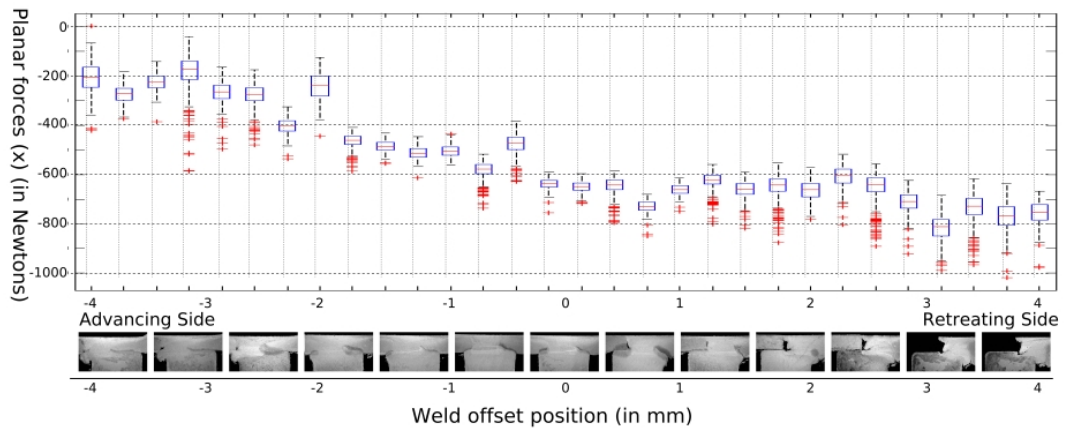 Planar forces (x) (in Newtons)
0
-200
-400
-600
-800
-1000
-4 -3 -2 -1 0 1 2 3 4
Advancing Side Retreating Side
-4 -3 -2 -1 0 1 2 3 4
Weld offset position (in mm)